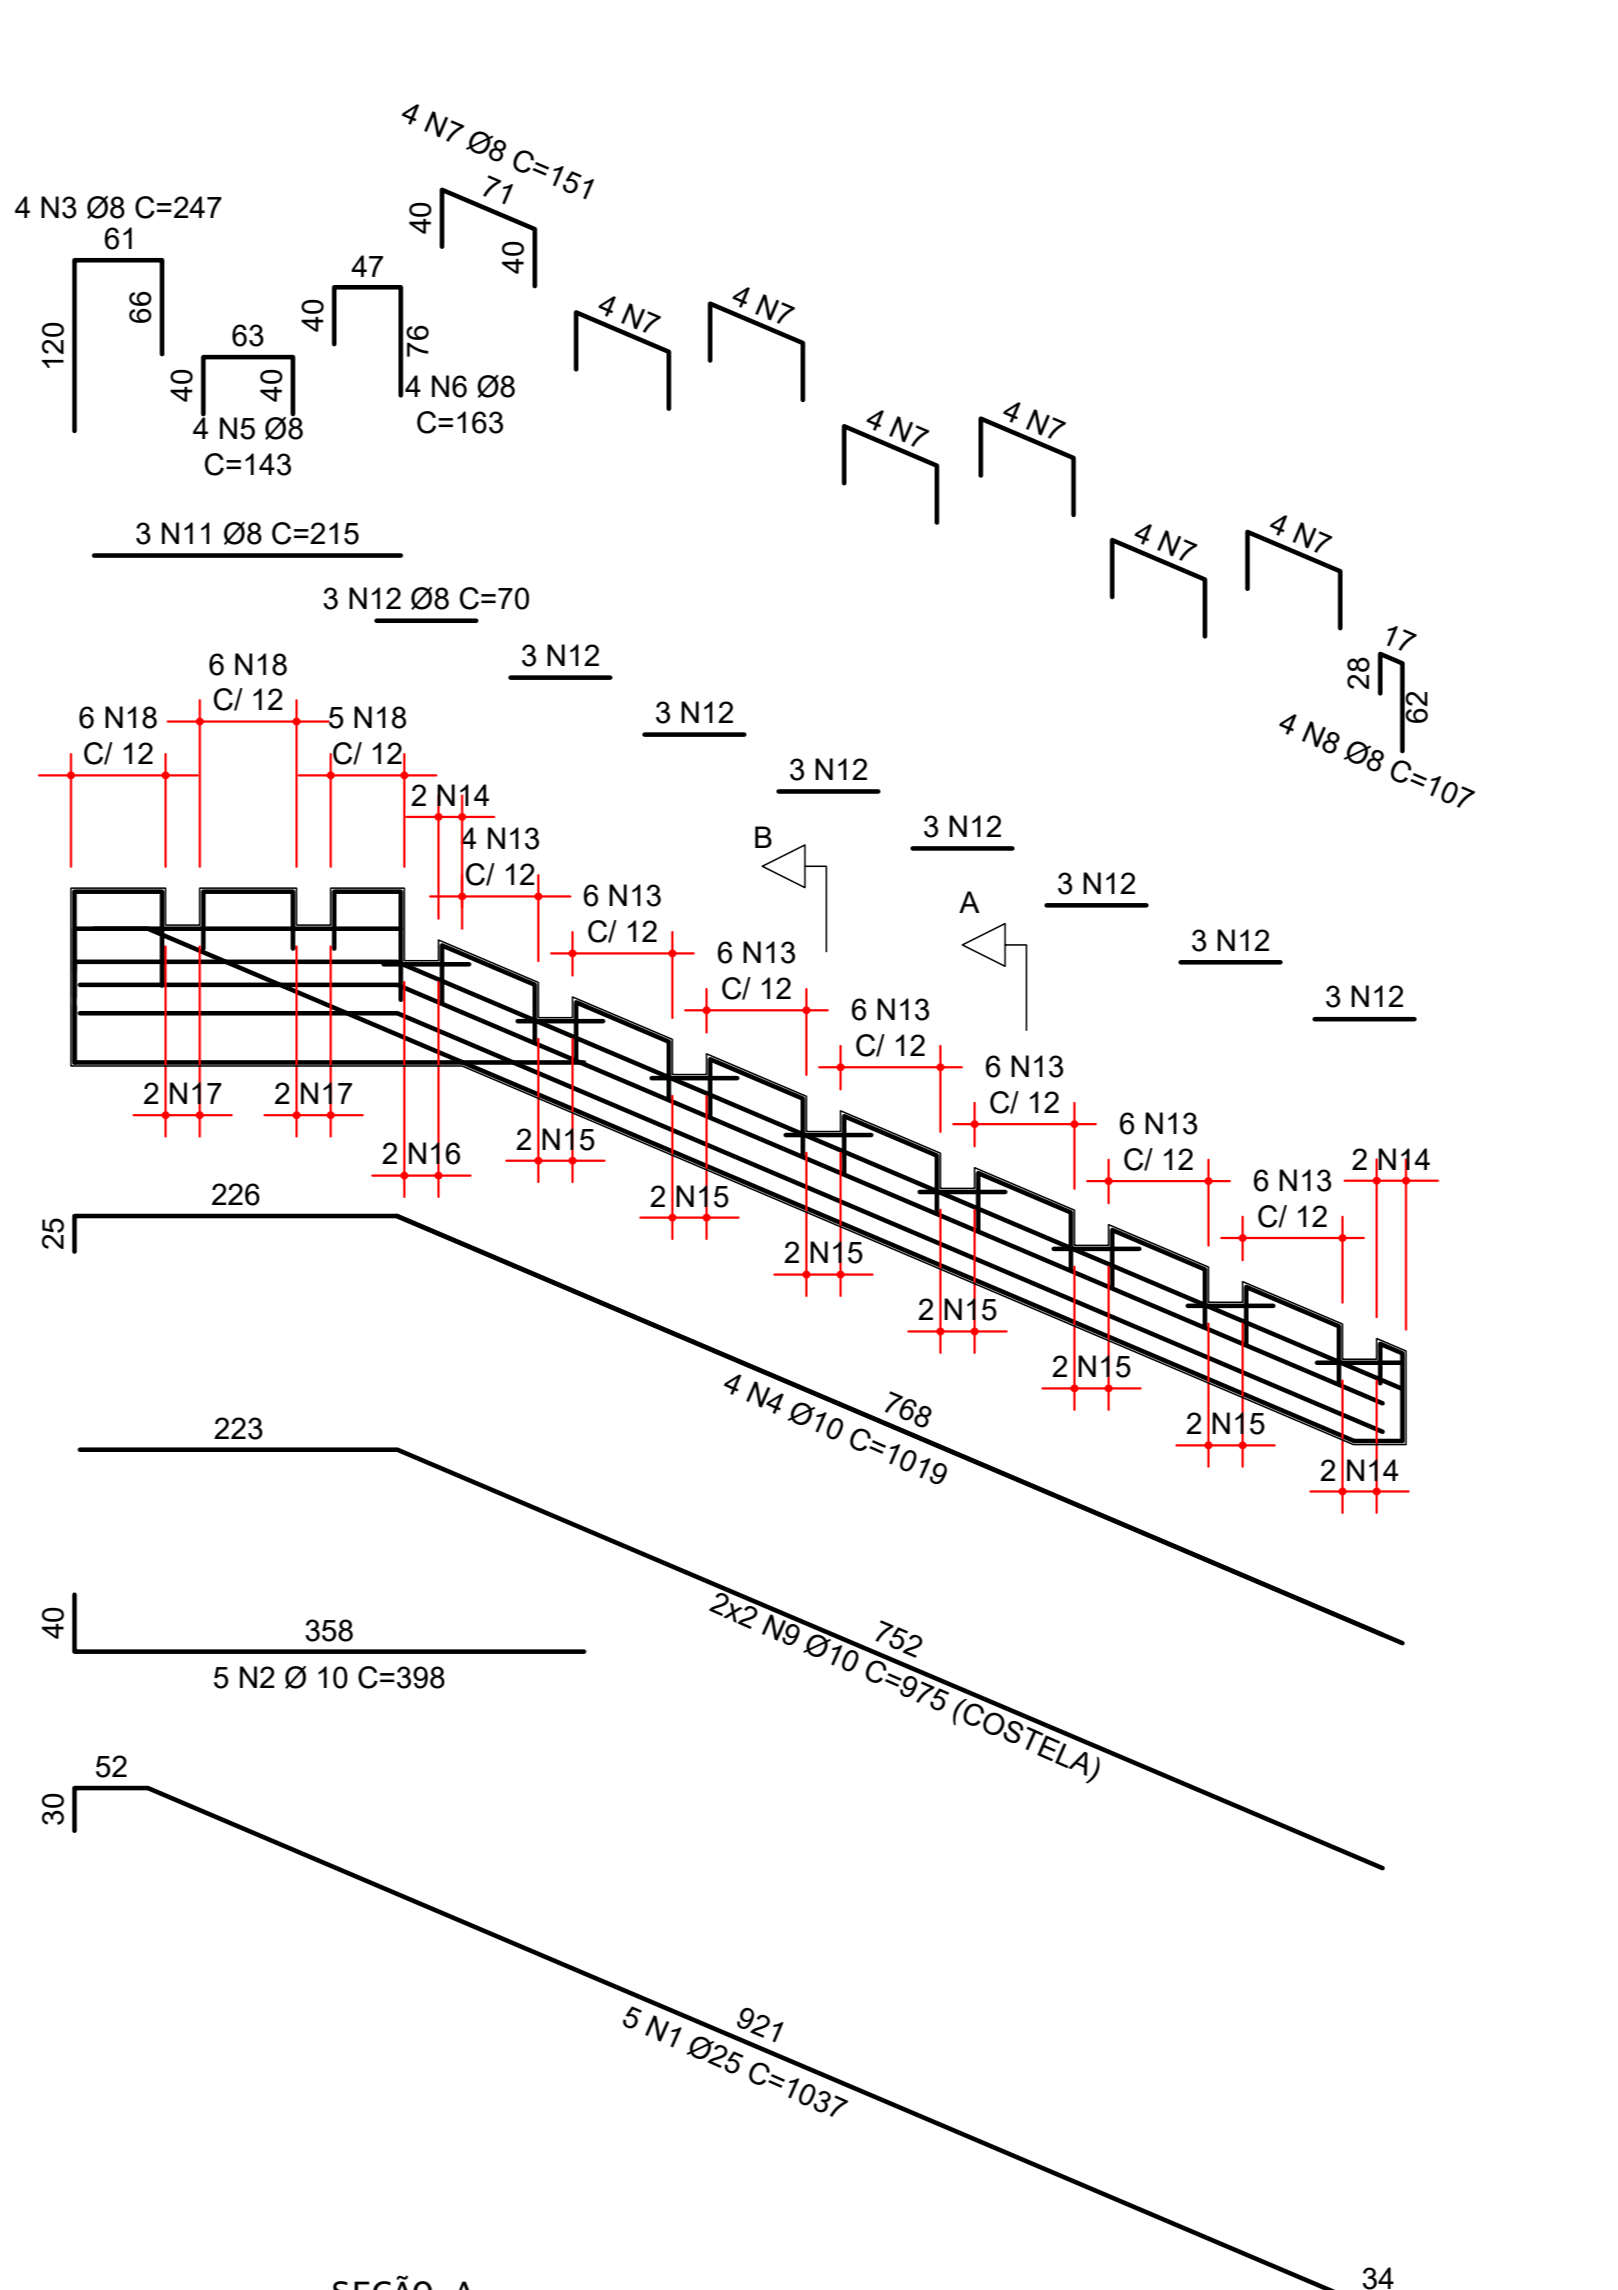 4 N7 Ø8 C=151
71
40
40
4 N3 Ø8 C=247
61
66
120
63
40
40
4 N5 Ø8
C=143
47
40
76
4 N6 Ø8
C=163
4 N7
4 N7
4 N7
4 N7
4 N7
4 N7
17
28
62
4 N8 Ø8 C=107
3 N11 Ø8 C=215
3 N12 Ø8 C=70
3 N12
3 N12
3 N12
3 N12
3 N12
3 N12
3 N12
6 N18
C/ 12
6 N18
C/ 12
5 N18
C/ 12
2 N14
4 N13
C/ 12
6 N13
C/ 12
6 N13
C/ 12
6 N13
C/ 12
6 N13
C/ 12
6 N13
C/ 12
6 N13
C/ 12
2 N14
B
A
2 N17
2 N17
2 N16
2 N15
2 N15
2 N15
2 N15
2 N15
2 N15
2 N14
226
25
768
4 N4 Ø10 C=1019
223
752
2x2 N9 Ø10 C=975 (COSTELA)
40
358
5 N2 Ø 10 C=398
52
30
921
5 N1 Ø25 C=1037
34
SEÇÃO A